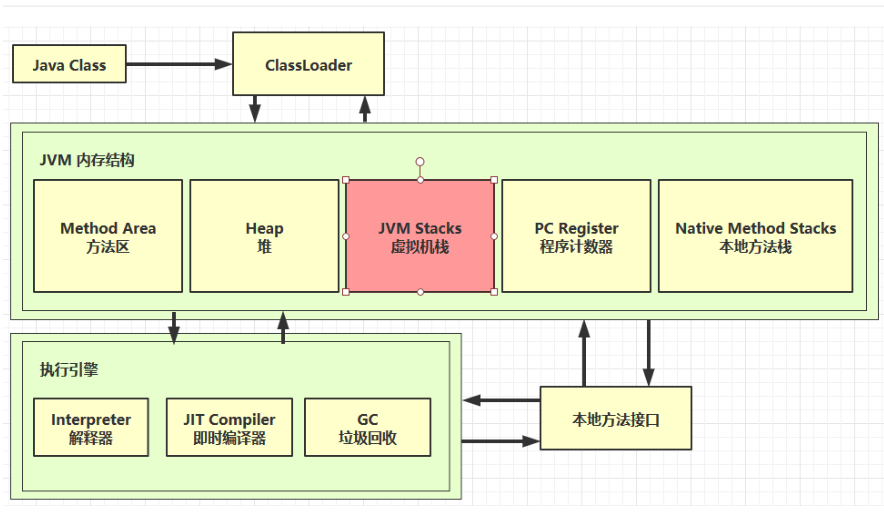 Java Class
ClassLoader
JVM 内存结构
Method Area
方法区
Heap
堆
JVM Stacks
虚拟机栈
PC Register
程序计数器
Native Method Stacks
本地方法栈
执行引擎
Interpreter
解释器
JIT Compiler
即时编译器
GC
垃圾回收
本地方法接口